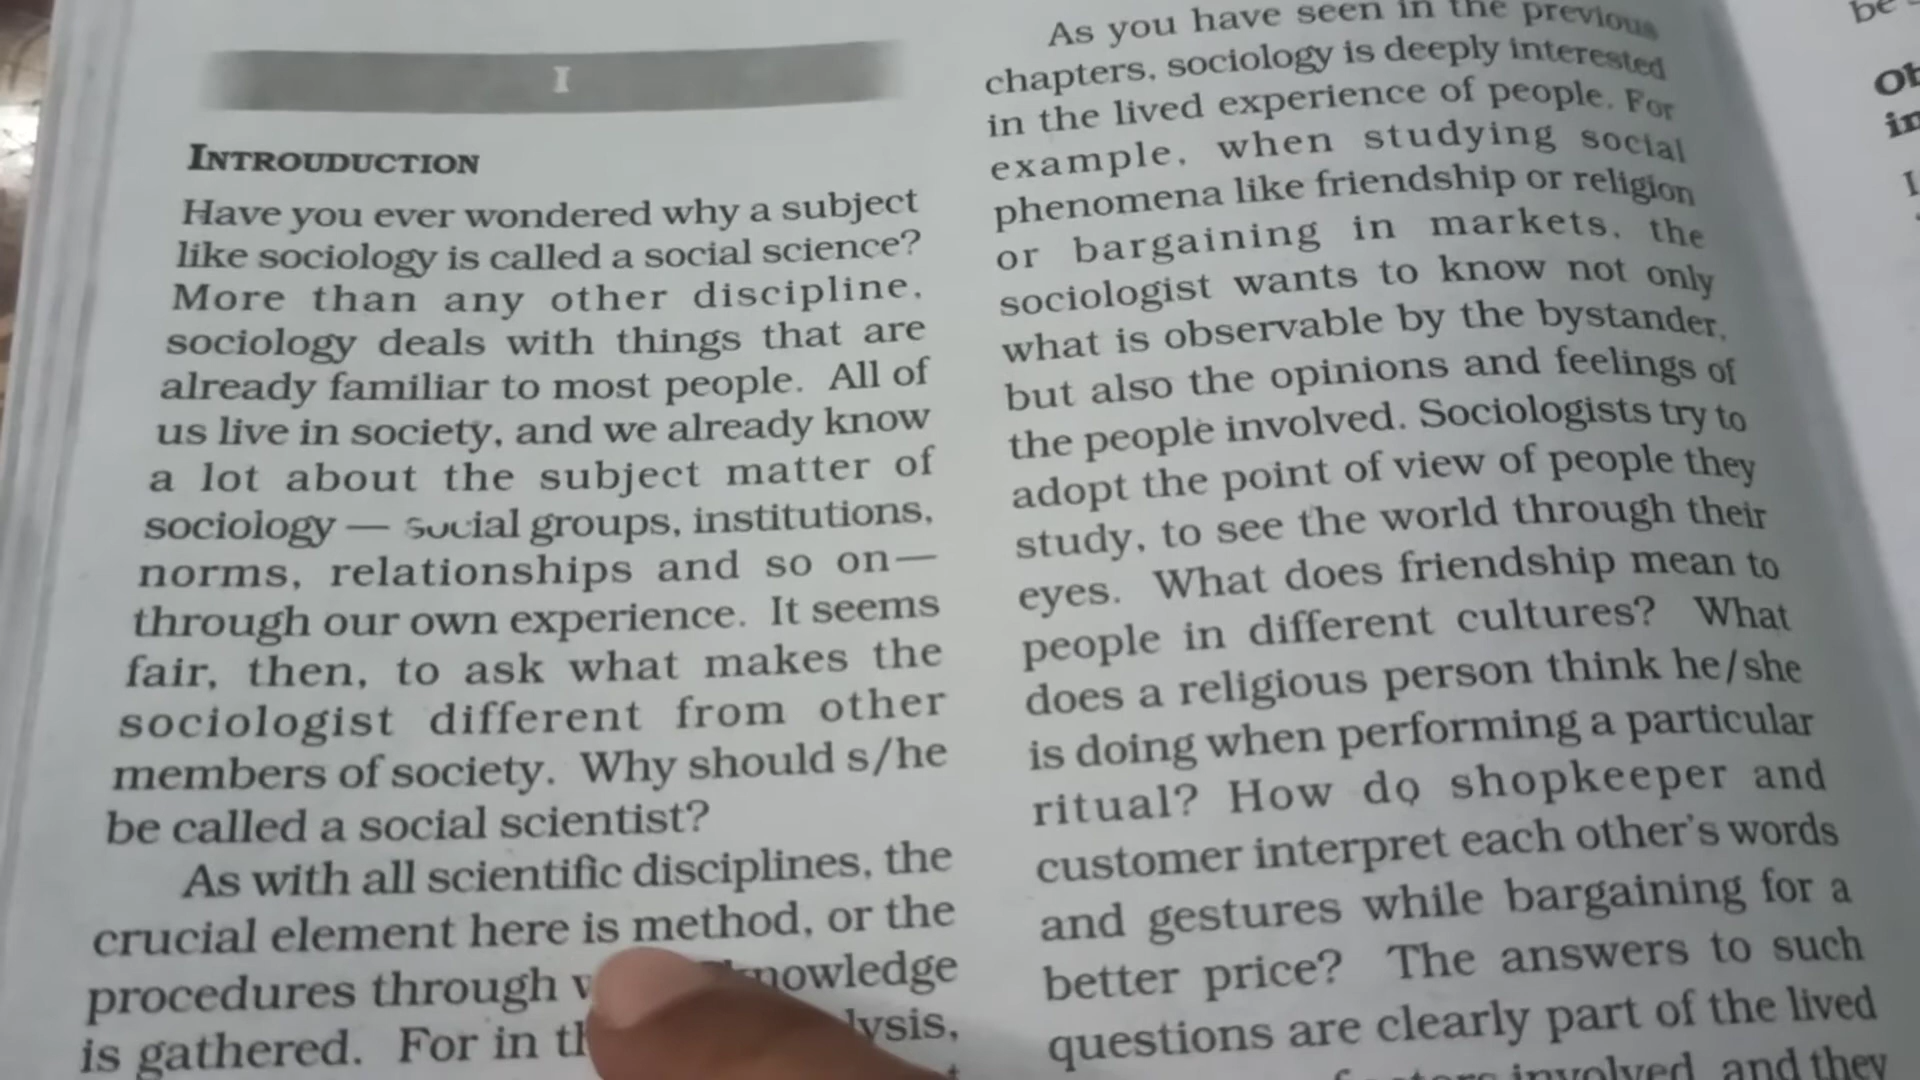 I
INTROUDUCTION
Have you ever wondered why a subject
like sociology is called a social science?
More than any other discipline,
sociology deals with things that are
already familiar to most people. All of
us live in society, and we already know
a lot about the subject matter of
sociology — social groups, institutions,
norms, relationships and so on—
through our own experience. It seems
fair, then, to ask what makes the
sociologist different from other
members of society. Why should s/he
be called a social scientist?
As with all scientific disciplines, the
crucial element here is method, or the
procedures through knowledge
is gathered. For in
As you have seen in the previous
chapters, sociology is deeply interested
in the lived experience of people. For
example, when studying social
phenomena like friendship or religion
or bargaining in markets, the
sociologist wants to know not only
what is observable by the bystander,
but also the opinions and feelings of
the people involved. Sociologists try to
adopt the point of view of people they
study, to see the world through their
eyes. What does friendship mean to
people in different cultures? What
does a religious person think he/she
is doing when performing a particular
ritual? How do shopkeeper and
customer interpret each other's words
and gestures while bargaining for a
better price? The answers to such
questions are clearly part of the lived
involved, and they